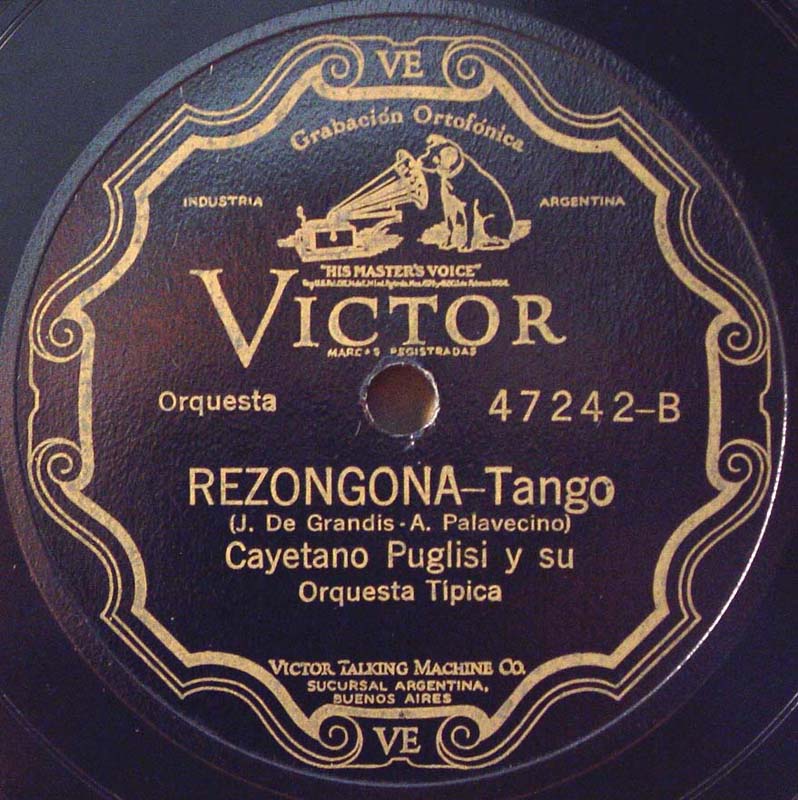 VE
Grabación Ortofónica
INDUSTRIA
ARGENTINA
"HIS MASTER'S VOICE"
VICTOR
MARCAS REGISTRADAS
Orquesta
47242-B
REZONGONA-Tango
(J. De Grandis - A. Palavecino)
Cayetano Puglisi y su
Orquesta Típica
VICTOR TALKING MACHINE CO.
SUCURSAL ARGENTINA,
BUENOS AIRES
VE